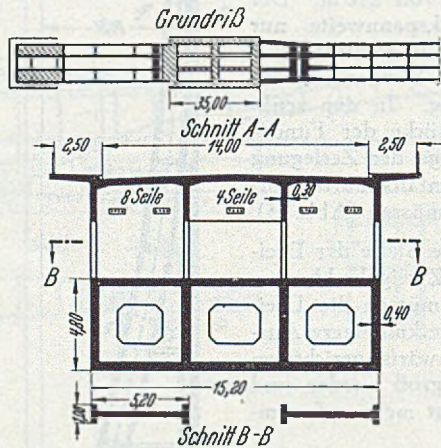 Grundriß
35,00
Schnitt A-A
2,50 14,00 2,50
8 Seile 4 Seile 0,30
B B
4,80 0,40
15,20
5,20
1,00
Schnitt B-B